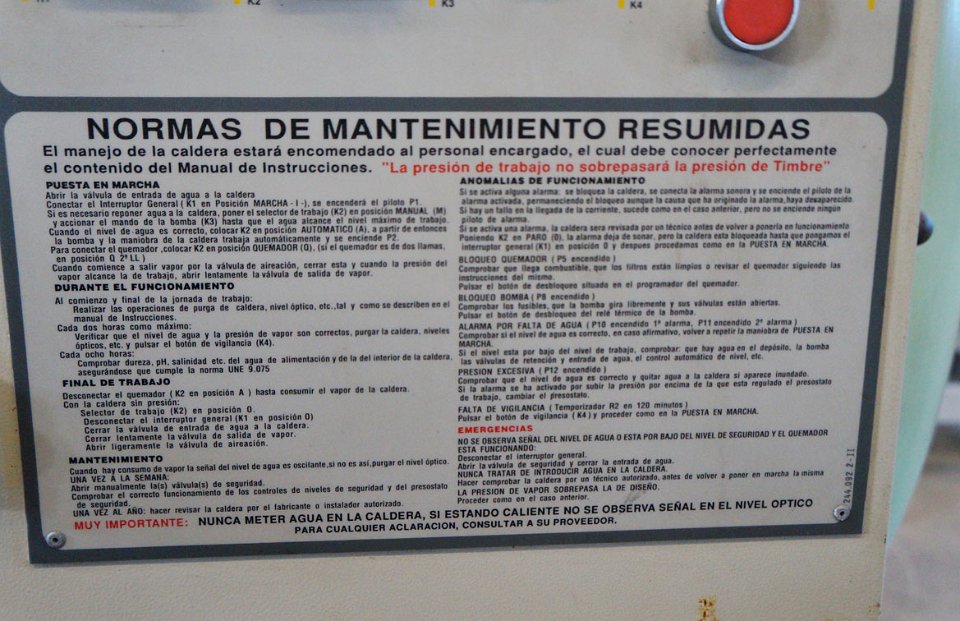 K2
K3
K4
NORMAS DE MANTENIMIENTO RESUMIDAS
El manejo de la caldera estará encomendado al personal encargado, el cual debe conocer perfectamente
el contenido del Manual de Instrucciones. "La presión de trabajo no sobrepasará la presión de Timbre"
PUESTA EN MARCHA
Abrir la válvula de entrada de agua a la caldera
Conectar el Interruptor General (K1 en Posición MARCHA - I -), se encenderá el piloto P1.
Si es necesario reponer agua a la caldera, poner el selector de trabajo (K2) en posición MANUAL (M)
y accionar el mando de la bomba (K3) hasta que el agua alcance el nivel máximo de trabajo.
Cuando el nivel de agua es correcto, colocar K2 en posición AUTOMATICO (A), a partir de entonces
la bomba y la maniobra de la caldera trabaja automáticamente y se enciende P2.
Para conectar el quemador, colocar K2 en posición QUEMADOR (Q), (si el quemador es de dos llamas,
en posición Q 2ª LL)
Cuando comience a salir vapor por la válvula de aireación, cerrar esta y cuando la presión del
vapor alcance la de trabajo, abrir lentamente la válvula de salida de vapor.
DURANTE EL FUNCIONAMIENTO
Al comienzo y final de la jornada de trabajo:
Realizar las operaciones de purga de caldera, nivel óptico, etc.,tal y como se describen en el
manual de Instrucciones.
Cada dos horas como máximo:
Verificar que el nivel de agua y la presión de vapor son correctos, purgar la caldera, niveles
ópticos, etc. y pulsar el botón de vigilancia (K4).
Cada ocho horas:
Comprobar dureza, pH, salinidad etc. del agua de alimentación y de la del interior de la caldera,
asegurándose que cumple la norma UNE 9.075
FINAL DE TRABAJO
Desconectar el quemador (K2 en posición A ) hasta consumir el vapor de la caldera.
Con la caldera sin presión:
Selector de trabajo (K2) en posición 0.
Desconectar el interruptor general (K1 en posición O)
Cerrar la válvula de entrada de agua a la caldera.
Cerrar lentamente la válvula de salida de vapor.
Abrir ligeramente la válvula de aireación.
MANTENIMIENTO
Cuando hay consumo de vapor la señal del nivel de agua es oscilante, si no es así, purgar el nivel óptico.
UNA VEZ A LA SEMANA:
Abrir manualmente la(s) válvula(s) de seguridad.
Comprobar el correcto funcionamiento de los controles de niveles de seguridad y del presostato
de seguridad.
UNA VEZ AL AÑO: hacer revisar la caldera por el fabricante o instalador autorizado.
ANOMALIAS DE FUNCIONAMIENTO
Si se activa alguna alarma: se bloquea la caldera, se conecta la alarma sonora y se enciende el piloto de la
alarma activada, permaneciendo el bloqueo aunque la causa que ha originado la alarma, haya desaparecido.
Si hay un fallo en la llegada de la corriente, sucede como en el caso anterior, pero no se enciende ningún
piloto de alarma.
Si se activa una alarma, la caldera será revisada por un técnico antes de volver a ponerla en funcionamiento
Poniendo K2 en PARO (0), la alarma deja de sonar, pero la caldera esta bloqueada hasta que pongamos el
interruptor general (K1) en posición 0 y despues procedamos como en la PUESTA EN MARCHA.
BLOQUEO QUEMADOR ( P5 encendido )
Comprobar que llega combustible, que los filtros están limpios o revisar el quemador siguiendo las
instrucciones del mismo.
Pulsar el botón de desbloqueo situado en el programador del quemador.
BLOQUEO BOMBA ( P8 encendido )
Comprobar los fusibles, que la bomba gira libremente y sus válvulas están abiertas.
Pulsar el botón de desbloqueo del relé térmico de la bomba.
ALARMA POR FALTA DE AGUA ( P10 encendido 1ª alarma, P11 encendido 2ª alarma )
Comprobar si el nivel de agua es correcto, en caso afirmativo, volver a repetir la maniobra de PUESTA EN
MARCHA.
Si el nivel esta por bajo del nivel de trabajo, comprobar: que hay agua en el depósito, la bomba
las válvulas de retención y entrada de agua, el control automático de nivel, etc.
PRESION EXCESIVA ( P12 encendido )
Comprobar que el nivel de agua es correcto y quitar agua a la caldera si aparece inundado.
Si la alarma se ha activado por subir la presión por encima de la que esta regulado el presostato
de trabajo, cambiar el presostato.
FALTA DE VIGILANCIA ( Temporizador R2 en 120 minutos )
Pulsar el botón de vigilancia ( K4 ) y proceder como en la PUESTA EN MARCHA.
EMERGENCIAS
NO SE OBSERVA SEÑAL DEL NIVEL DE AGUA O ESTA POR BAJO DEL NIVEL DE SEGURIDAD Y EL QUEMADOR
ESTA FUNCIONANDO:
Desconectar el interruptor general.
Abrir la válvula de seguridad y cerrar la entrada de agua.
NUNCA TRATAR DE INTRODUCIR AGUA EN LA CALDERA.
Hacer comprobar la caldera por un técnico autorizado, antes de volver a poner en marcha la misma
LA PRESION DE VAPOR SOBREPASA LA DE DISEÑO.
Proceder como en el caso anterior.
244.092 2-II
MUY IMPORTANTE: NUNCA METER AGUA EN LA CALDERA, SI ESTANDO CALIENTE NO SE OBSERVA SEÑAL EN EL NIVEL OPTICO
PARA CUALQUIER ACLARACION, CONSULTAR A SU PROVEEDOR.